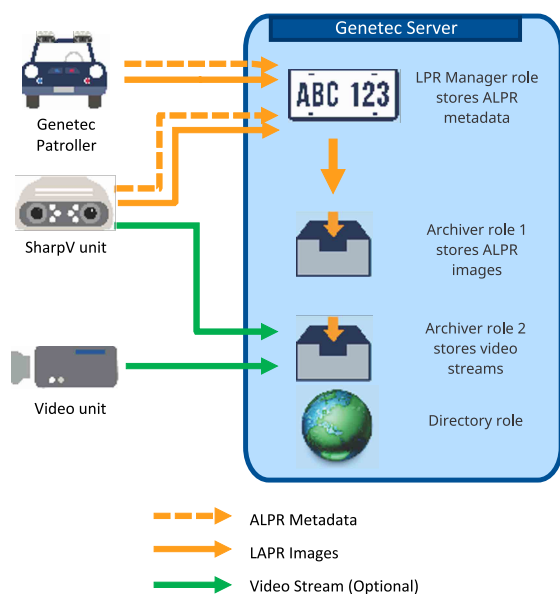 Genetec Server
ABC 123
LPR Manager role
stores ALPR
metadata
Genetec
Patroller
SharpV unit
Archiver role 1
stores ALPR
images
Archiver role 2
stores video
streams
Video unit
Directory role
ALPR Metadata
LAPR Images
Video Stream (Optional)